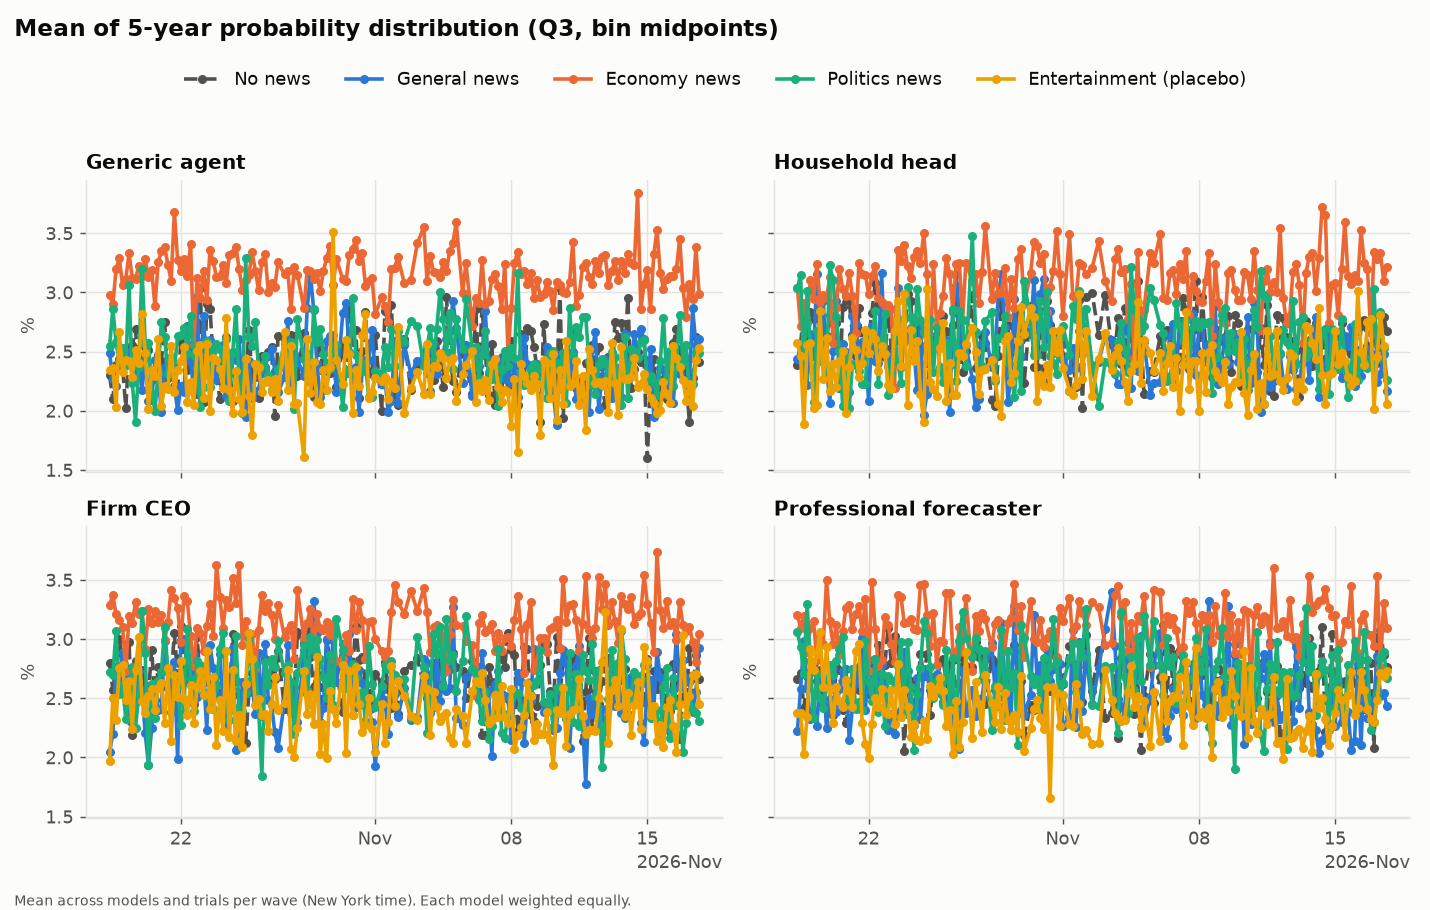 Mean of 5-year probability distribution (Q3, bin midpoints)
No news General news Economy news Politics news Entertainment (placebo)
Generic agent Household head
3.5
3.0
2.5
2.0
1.5
% %
Firm CEO Professional forecaster
3.5
3.0
2.5
2.0
1.5
% %
22 Nov 08 15 22 Nov 08 15
2026-Nov 2026-Nov
Mean across models and trials per wave (New York time). Each model weighted equally.